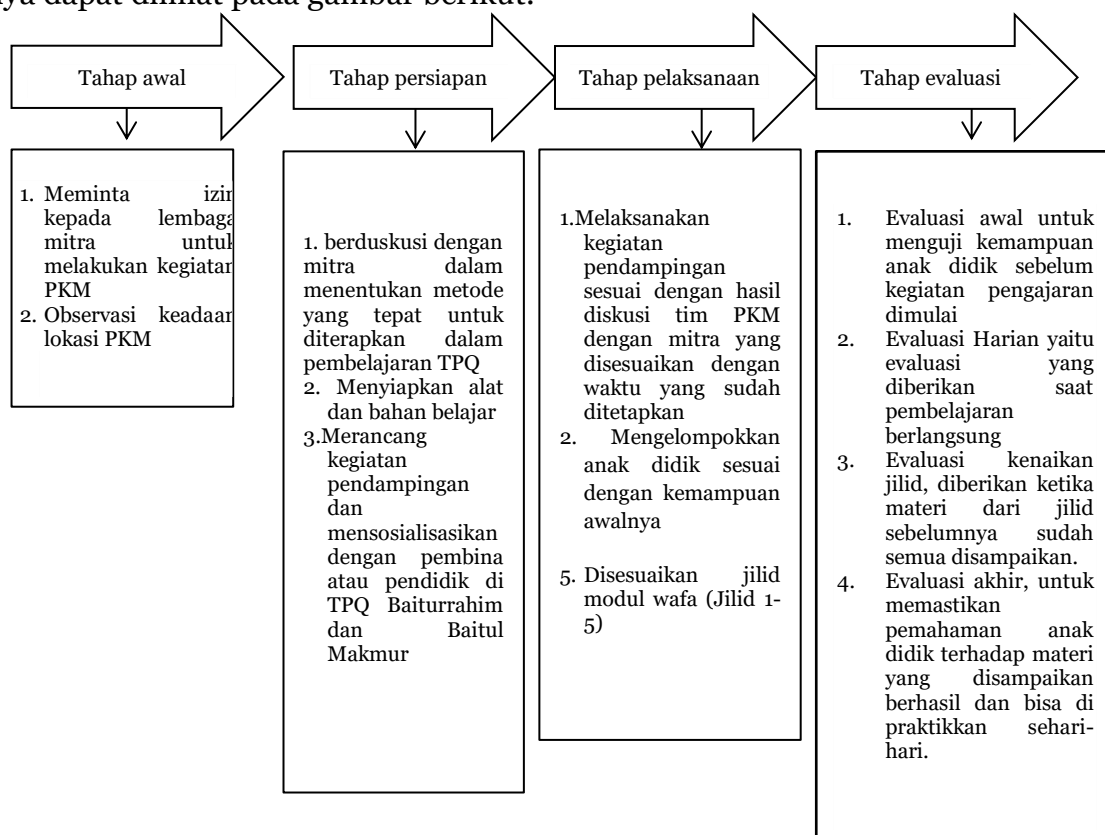 ya dapat dilihat pada gambar berikut:
Tahap awal
Tahap persiapan
Tahap pelaksanaan
Tahap evaluasi
1. Meminta izin
kepada lembaga
mitra untuk
melakukan kegiatan
PKM
2. Observasi keadaan
lokasi PKM
1. berduskusi dengan
mitra dalam
menentukan metode
yang tepat untuk
diterapkan dalam
pembelajaran TPQ
2. Menyiapkan alat
dan bahan belajar
3.Merancang
kegiatan
pendampingan
dan
mensosialisasikan
dengan pembina
atau pendidik di
TPQ Baiturrahim
dan Baitul
Makmur
1.Melaksanakan
kegiatan
pendampingan
sesuai dengan hasil
diskusi tim PKM
dengan mitra yang
disesuaikan dengan
waktu yang sudah
ditetapkan
2. Mengelompokkan
anak didik sesuai
dengan kemampuan
awalnya
5. Disesuaikan jilid
modul wafa (Jilid 1-
5)
1. Evaluasi awal untuk
menguji kemampuan
anak didik sebelum
kegiatan pengajaran
dimulai
2. Evaluasi Harian yaitu
evaluasi yang
diberikan saat
pembelajaran
berlangsung
3. Evaluasi kenaikan
jilid, diberikan ketika
materi dari jilid
sebelumnya sudah
semua disampaikan.
4. Evaluasi akhir, untuk
memastikan
pemahaman anak
didik terhadap materi
yang disampaikan
berhasil dan bisa di
praktikkan sehari-
hari.